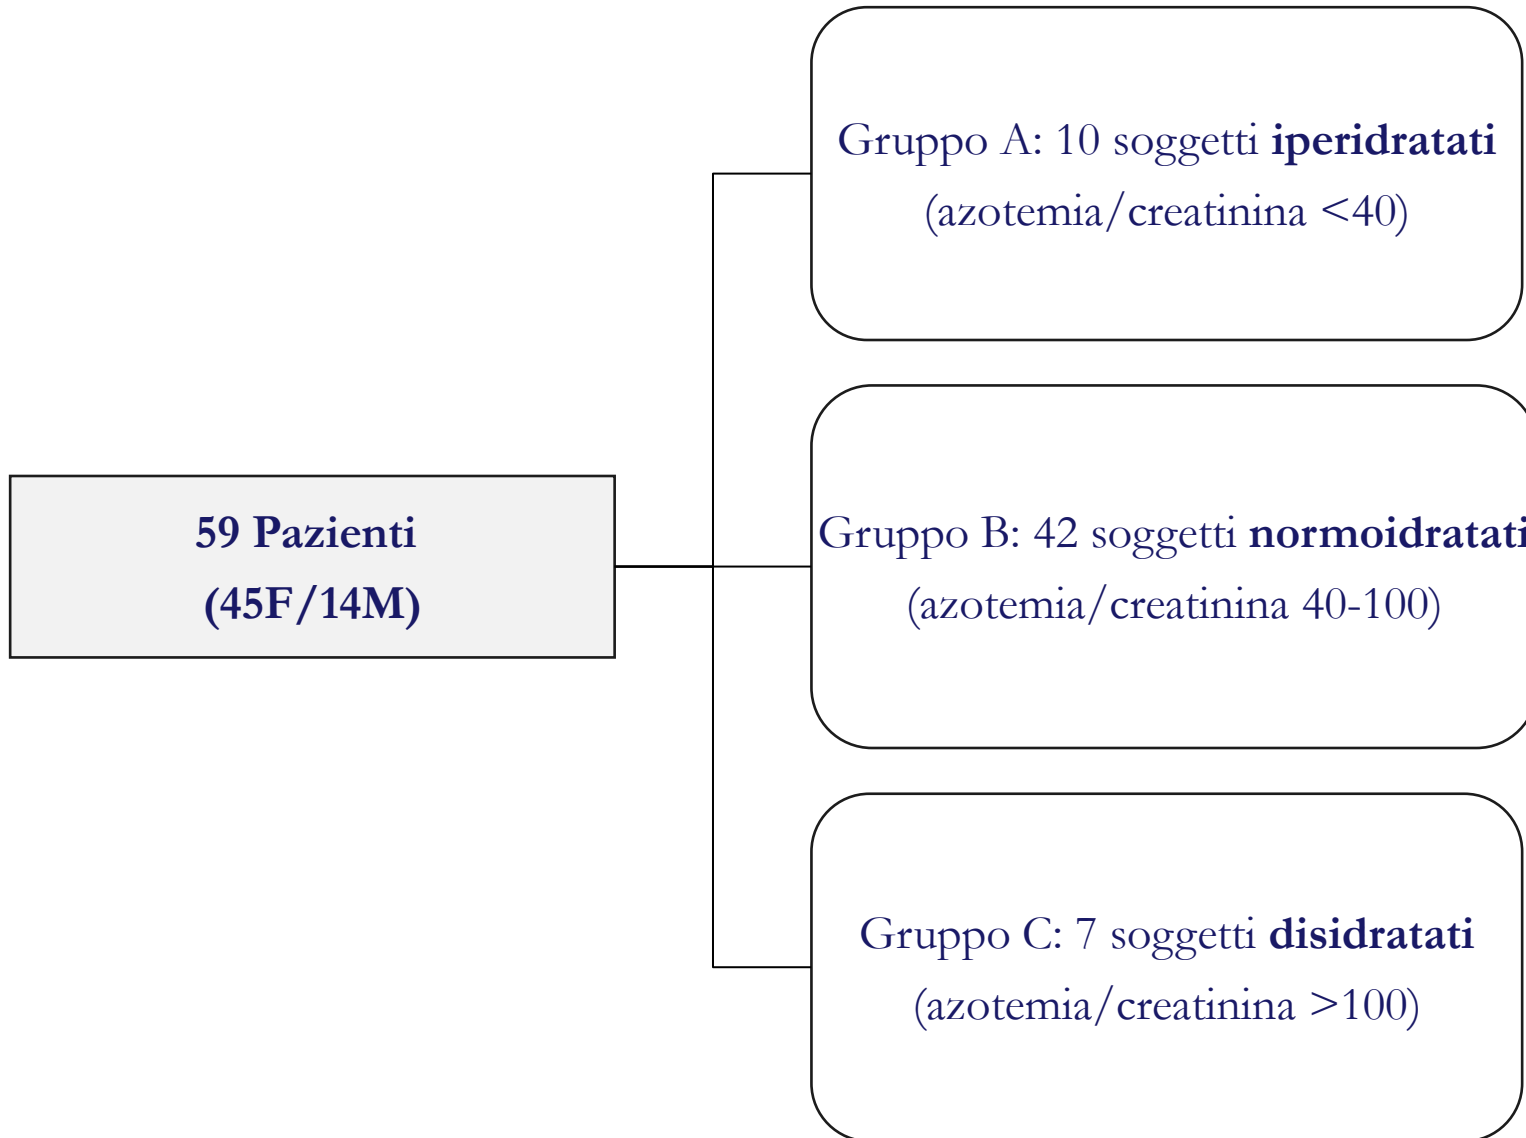 Gruppo A: 10 soggetti iperidratati
(azotemia/creatinina <40)
59 Pazienti
(45F/14M)
Gruppo B: 42 soggetti normoidratati
(azotemia/creatinina 40-100)
Gruppo C: 7 soggetti disidratati
(azotemia/creatinina >100)